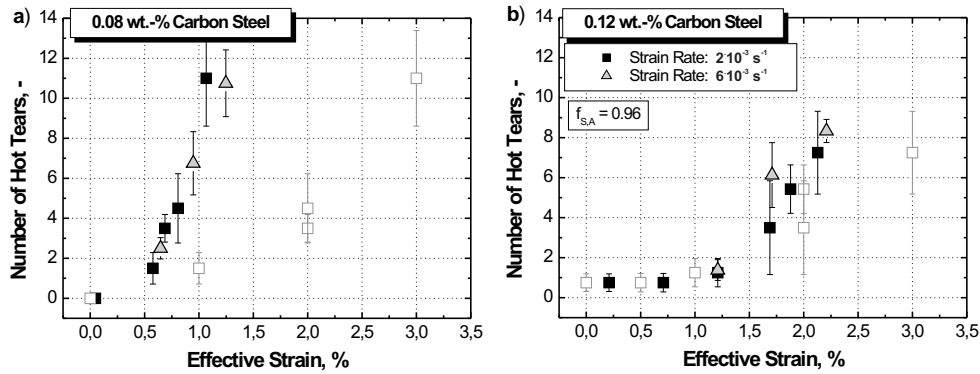 a)
0.08 wt.-% Carbon Steel
14
12
10
8
6
4
2
0
Number of Hot Tears, -
0,0 0,5 1,0 1,5 2,0 2,5 3,0 3,5
Effective Strain, %
b)
0.12 wt.-% Carbon Steel
Strain Rate: 2·10⁻³ s⁻¹
Strain Rate: 6·10⁻³ s⁻¹
f_S,A = 0.96
14
12
10
8
6
4
2
0
Number of Hot Tears, -
0,0 0,5 1,0 1,5 2,0 2,5 3,0 3,5
Effective Strain, %